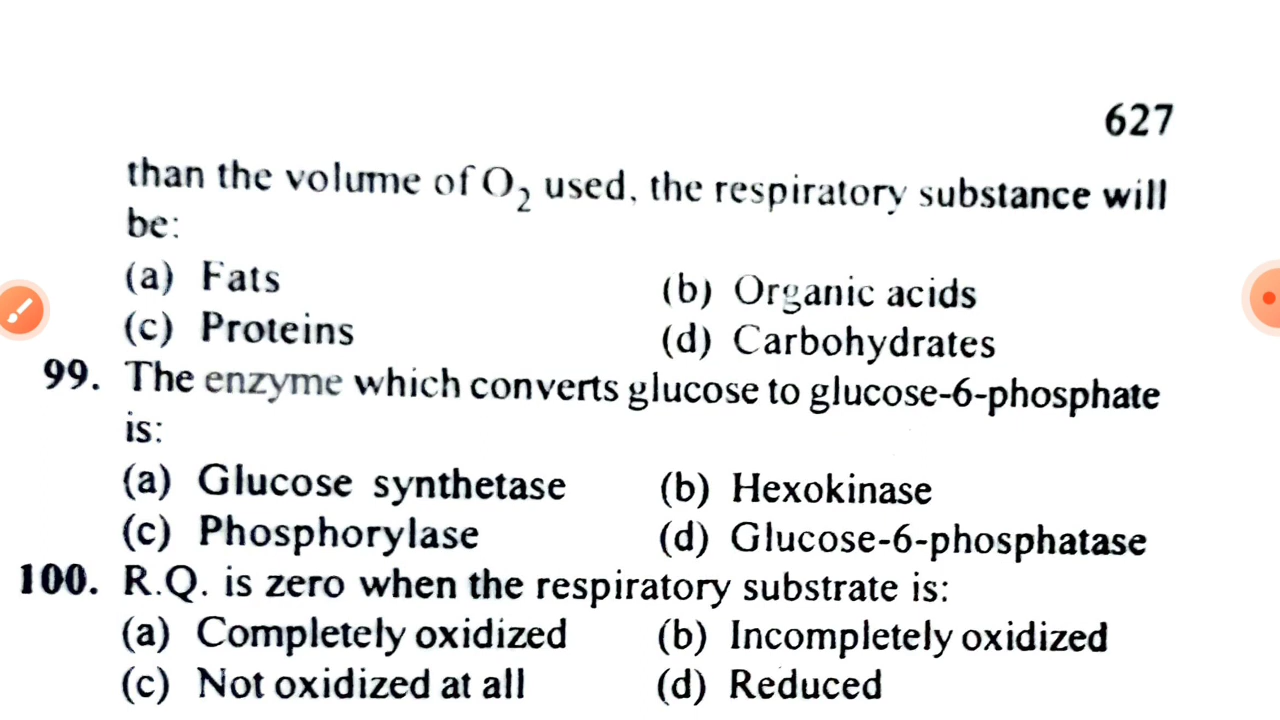 627
than the volume of O₂ used, the respiratory substance will
be:
(a) Fats (b) Organic acids
(c) Proteins (d) Carbohydrates
99. The enzyme which converts glucose to glucose-6-phosphate
is:
(a) Glucose synthetase (b) Hexokinase
(c) Phosphorylase (d) Glucose-6-phosphatase
100. R.Q. is zero when the respiratory substrate is:
(a) Completely oxidized (b) Incompletely oxidized
(c) Not oxidized at all (d) Reduced